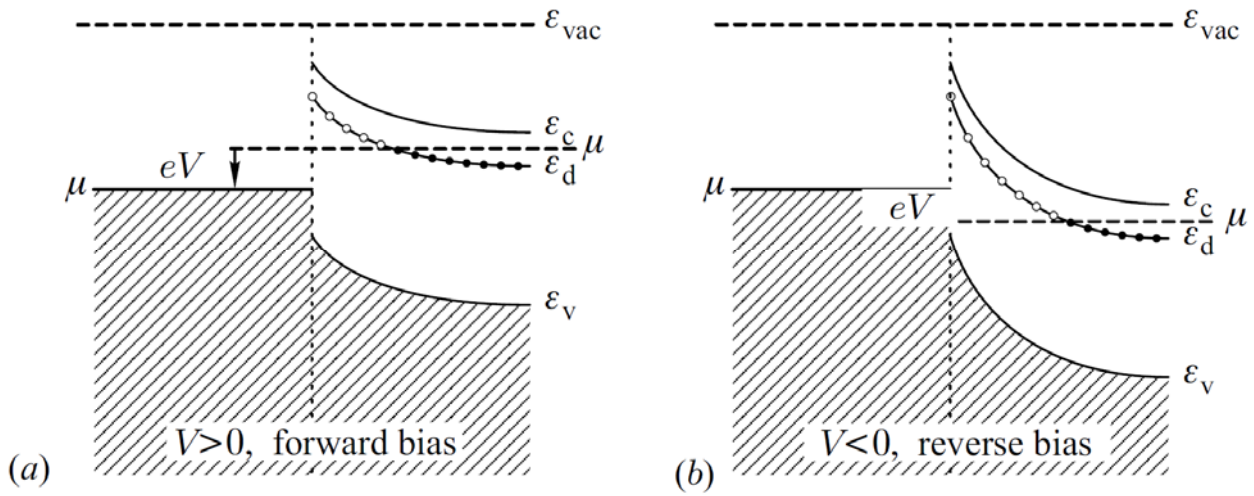 ε_vac
ε_c
μ
eV
ε_d
μ
ε_v
V>0, forward bias
(a)
ε_vac
μ
eV
ε_c
μ
ε_d
ε_v
V<0, reverse bias
(b)